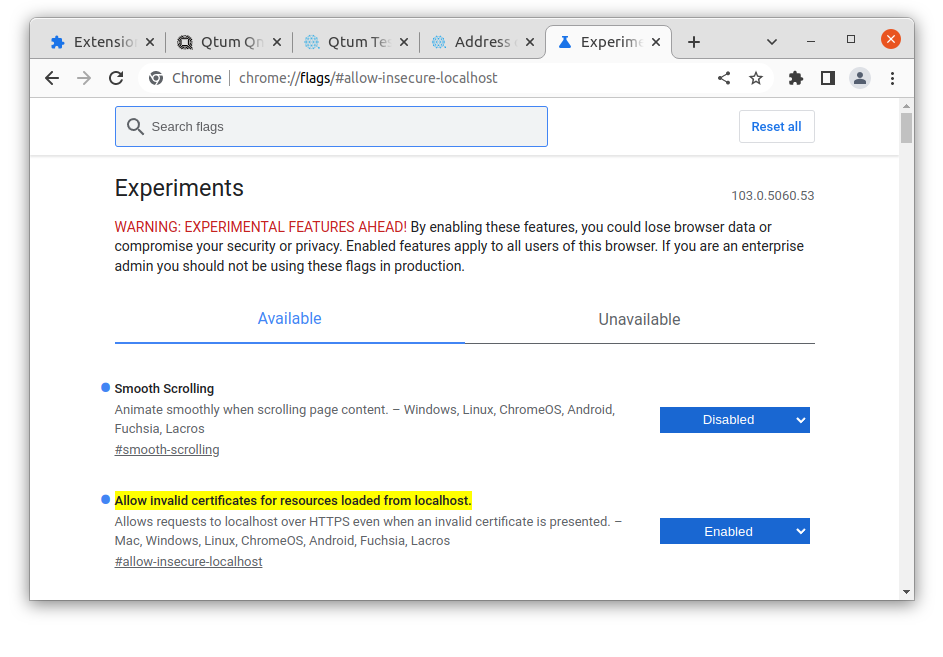 Extensio
Qtum Qn
Qtum Tes
Address
Experime
Chrome | chrome://flags/#allow-insecure-localhost
Search flags
Reset all
Experiments
103.0.5060.53
WARNING: EXPERIMENTAL FEATURES AHEAD! By enabling these features, you could lose browser data or
compromise your security or privacy. Enabled features apply to all users of this browser. If you are an enterprise
admin you should not be using these flags in production.
Available
Unavailable
Smooth Scrolling
Animate smoothly when scrolling page content. – Windows, Linux, ChromeOS, Android,
Fuchsia, Lacros
#smooth-scrolling
Disabled
Allow invalid certificates for resources loaded from localhost.
Allows requests to localhost over HTTPS even when an invalid certificate is presented. –
Mac, Windows, Linux, ChromeOS, Android, Fuchsia, Lacros
#allow-insecure-localhost
Enabled